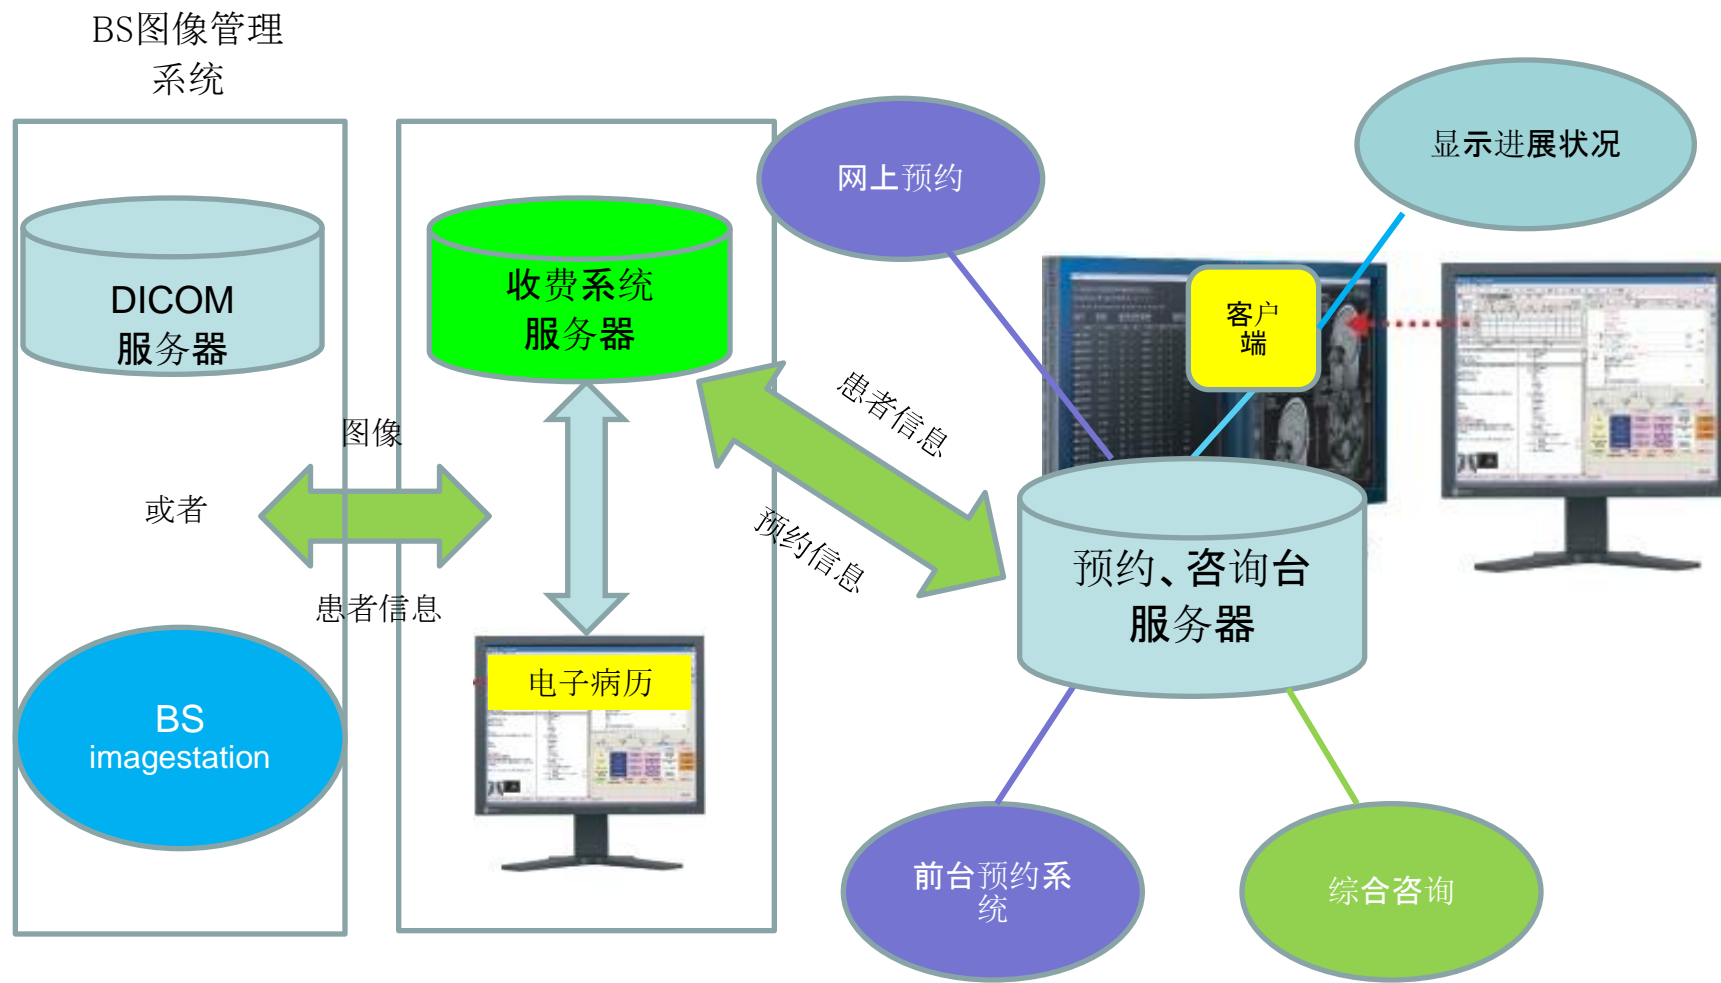 BS图像管理
系统
DICOM
服务器
收费系统
服务器
网上预约
显示进展状况
客户
端
图像
或者
患者信息
患者信息
预约信息
预约、咨询台
服务器
电子病历
BS
imagestation
前台预约系
统
综合咨询